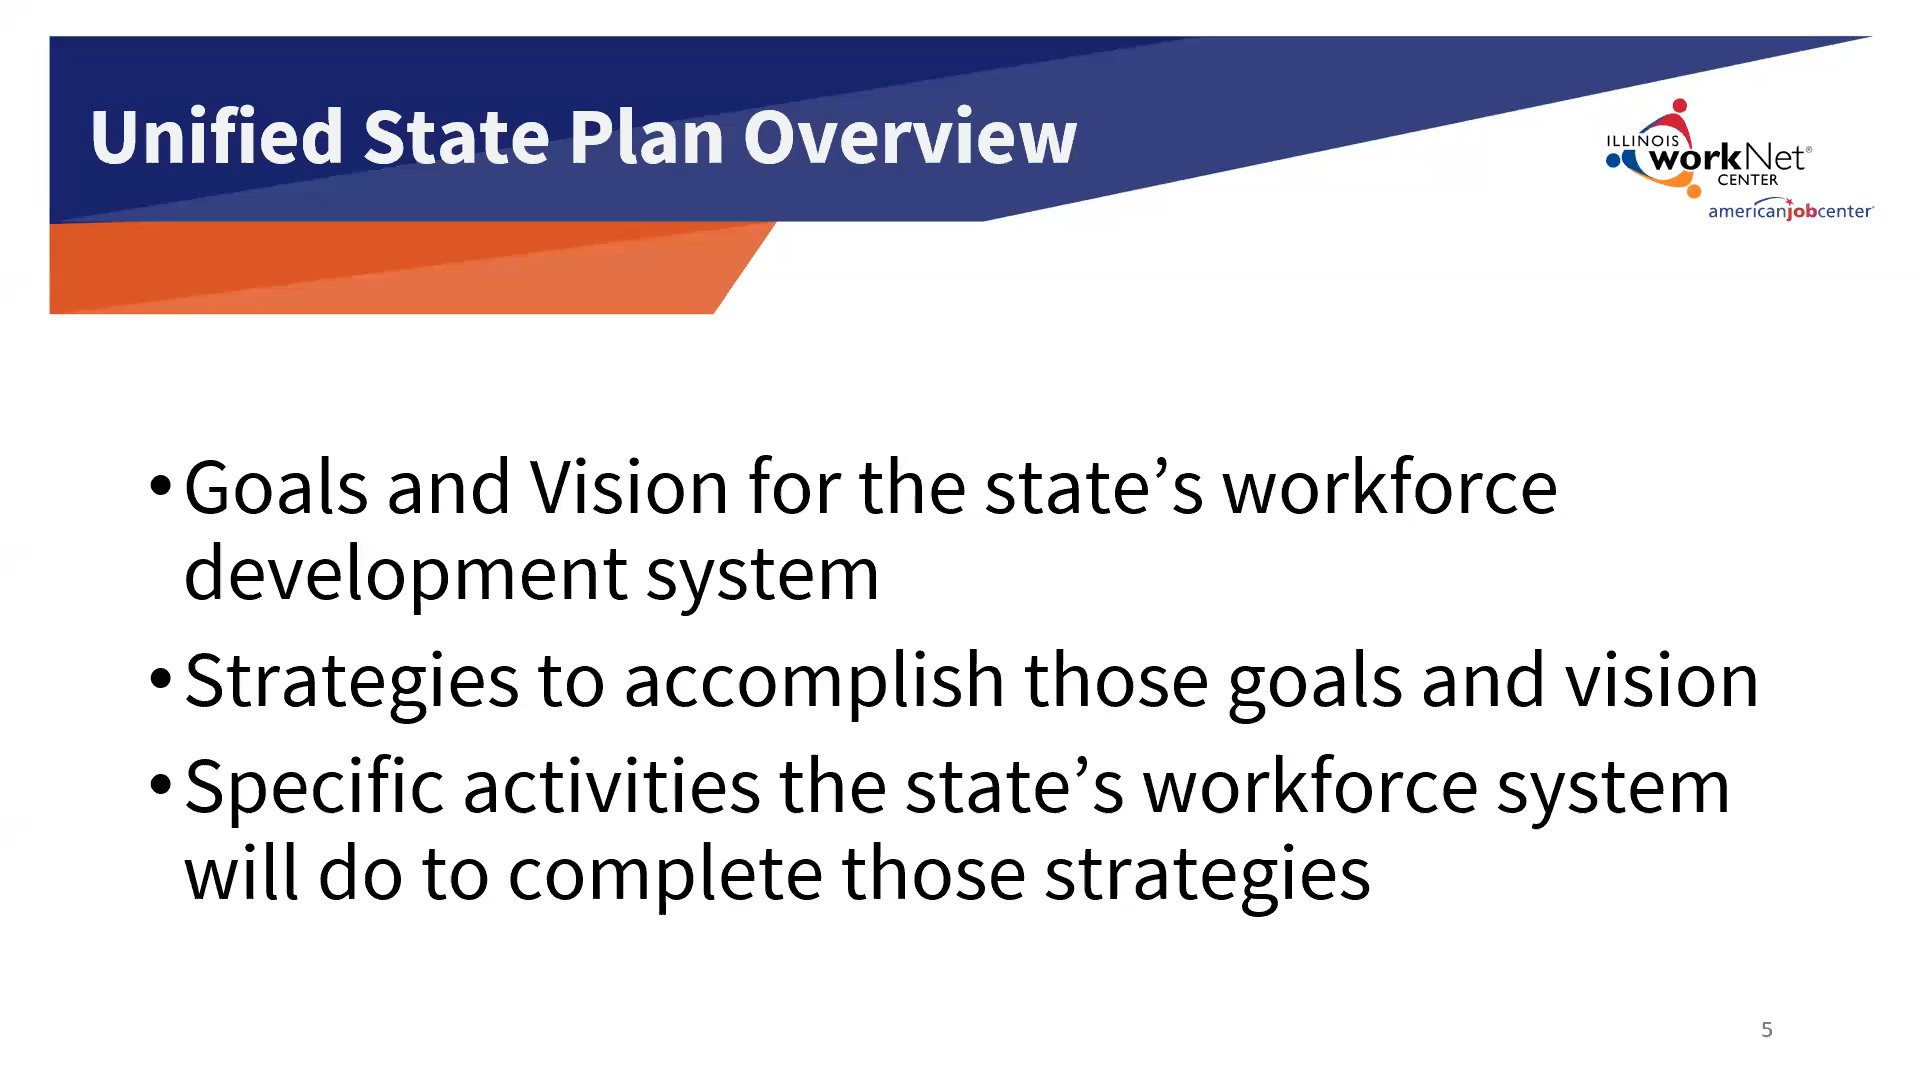 Unified State Plan Overview
ILLINOIS
workNet®
CENTER
americanjobcenter
•Goals and Vision for the state’s workforce
development system
•Strategies to accomplish those goals and vision
•Specific activities the state’s workforce system
will do to complete those strategies
5